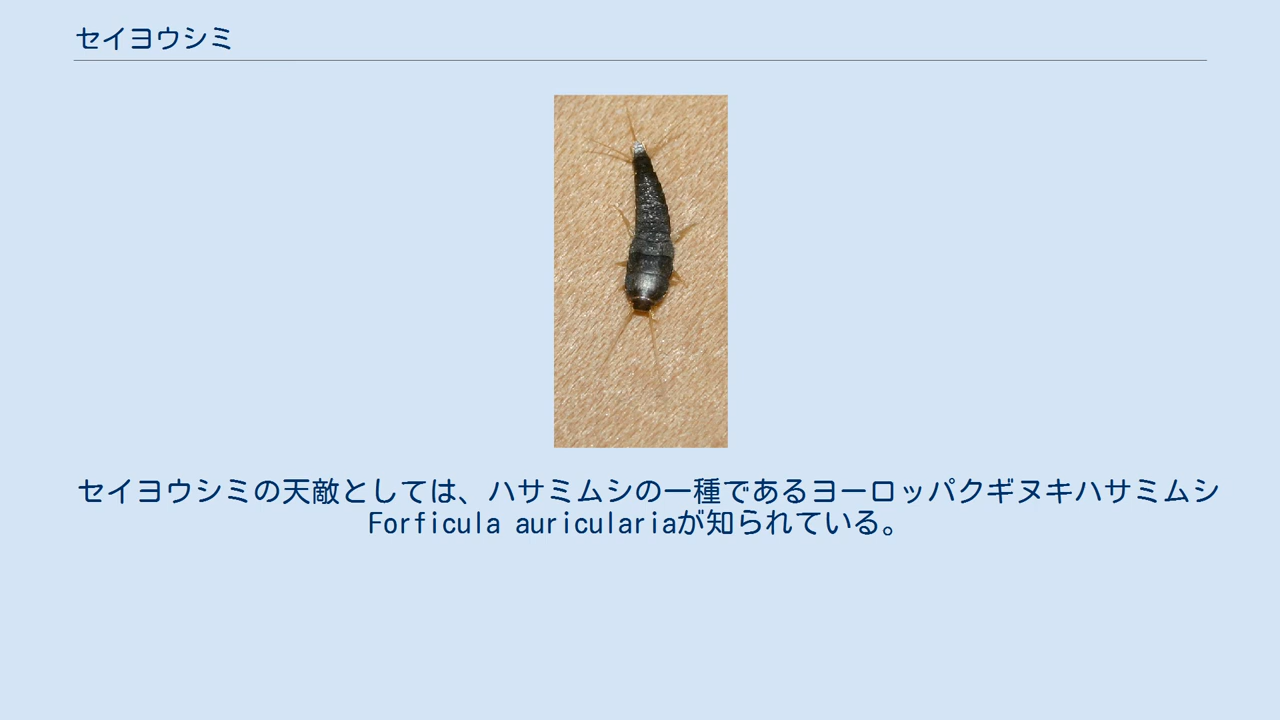 セイヨウシミ
セイヨウシミの天敵としては、ハサミムシの一種であるヨーロッパクギヌキハサミムシ
Forficula auriculariaが知られている。